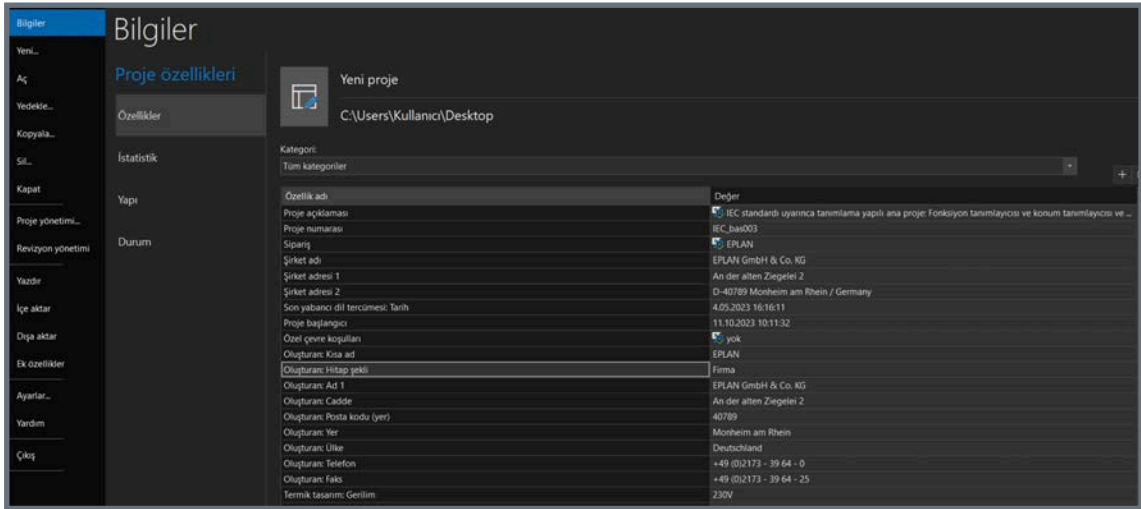 Bilgiler
Yeni...
Aç
Yedekle...
Kopyala...
Sil...
Kapat
Proje yönetimi...
Revizyon yönetimi
Yazdır
İçe aktar
Dışa aktar
Ek özellikler
Ayarlar...
Yardım
Çıkış
Bilgiler
Proje özellikleri
Özellikler
İstatistik
Yapı
Durum
Yeni proje
C:\Users\Kullanıcı\Desktop
Kategori:
Tüm kategoriler
Özellik adı Değer
Proje açıklaması IEC standardı uyarınca tanımlama yapılı ana proje: Fonksiyon tanımlayıcısı ve konum tanımlayıcısı ve ...
Proje numarası IEC_bas003
Sipariş EPLAN
Şirket adı EPLAN GmbH & Co. KG
Şirket adresi 1 An der alten Ziegelei 2
Şirket adresi 2 D-40789 Monheim am Rhein / Germany
Son yabancı dil tercümesi: Tarih 4.05.2023 16:16:11
Proje başlangıcı 11.10.2023 10:11:32
Özel çevre koşulları yok
Oluşturan: Kısa ad EPLAN
Oluşturan: Hitap şekli Firma
Oluşturan: Ad 1 EPLAN GmbH & Co. KG
Oluşturan: Cadde An der alten Ziegelei 2
Oluşturan: Posta kodu (yer) 40789
Oluşturan: Yer Monheim am Rhein
Oluşturan: Ülke Deutschland
Oluşturan: Telefon +49 (0)2173 - 39 64 - 0
Oluşturan: Faks +49 (0)2173 - 39 64 - 25
Termik tasarım: Gerilim 230V